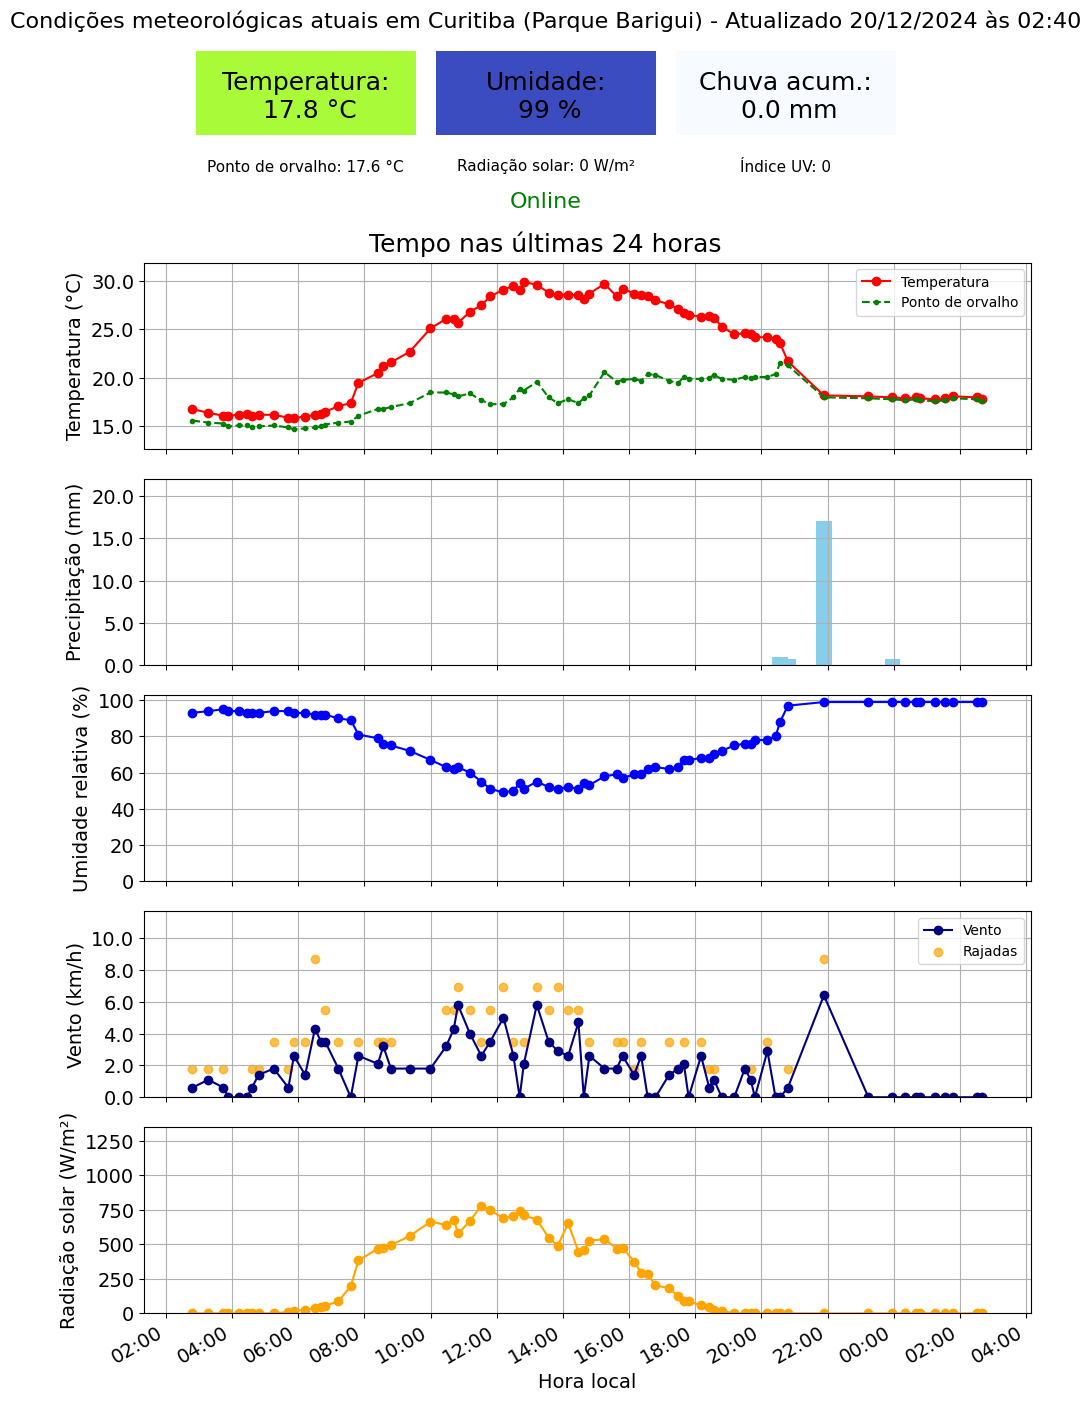 Condições meteorológicas atuais em Curitiba (Parque Barigui) - Atualizado 20/12/2024 às 02:40
Temperatura:
17.8 °C
Umidade:
99 %
Chuva acum.:
0.0 mm
Ponto de orvalho: 17.6 °C
Radiação solar: 0 W/m²
Índice UV: 0
Online
Tempo nas últimas 24 horas
Temperatura (°C)
30.0
25.0
20.0
15.0
Temperatura
Ponto de orvalho
Precipitação (mm)
20.0
15.0
10.0
5.0
0.0
Umidade relativa (%)
100
80
60
40
20
0
Vento (km/h)
10.0
8.0
6.0
4.0
2.0
0.0
Vento
Rajadas
Radiação solar (W/m²)
1250
1000
750
500
250
0
02:00
04:00
06:00
08:00
10:00
12:00
14:00
16:00
18:00
20:00
22:00
00:00
02:00
04:00
Hora local